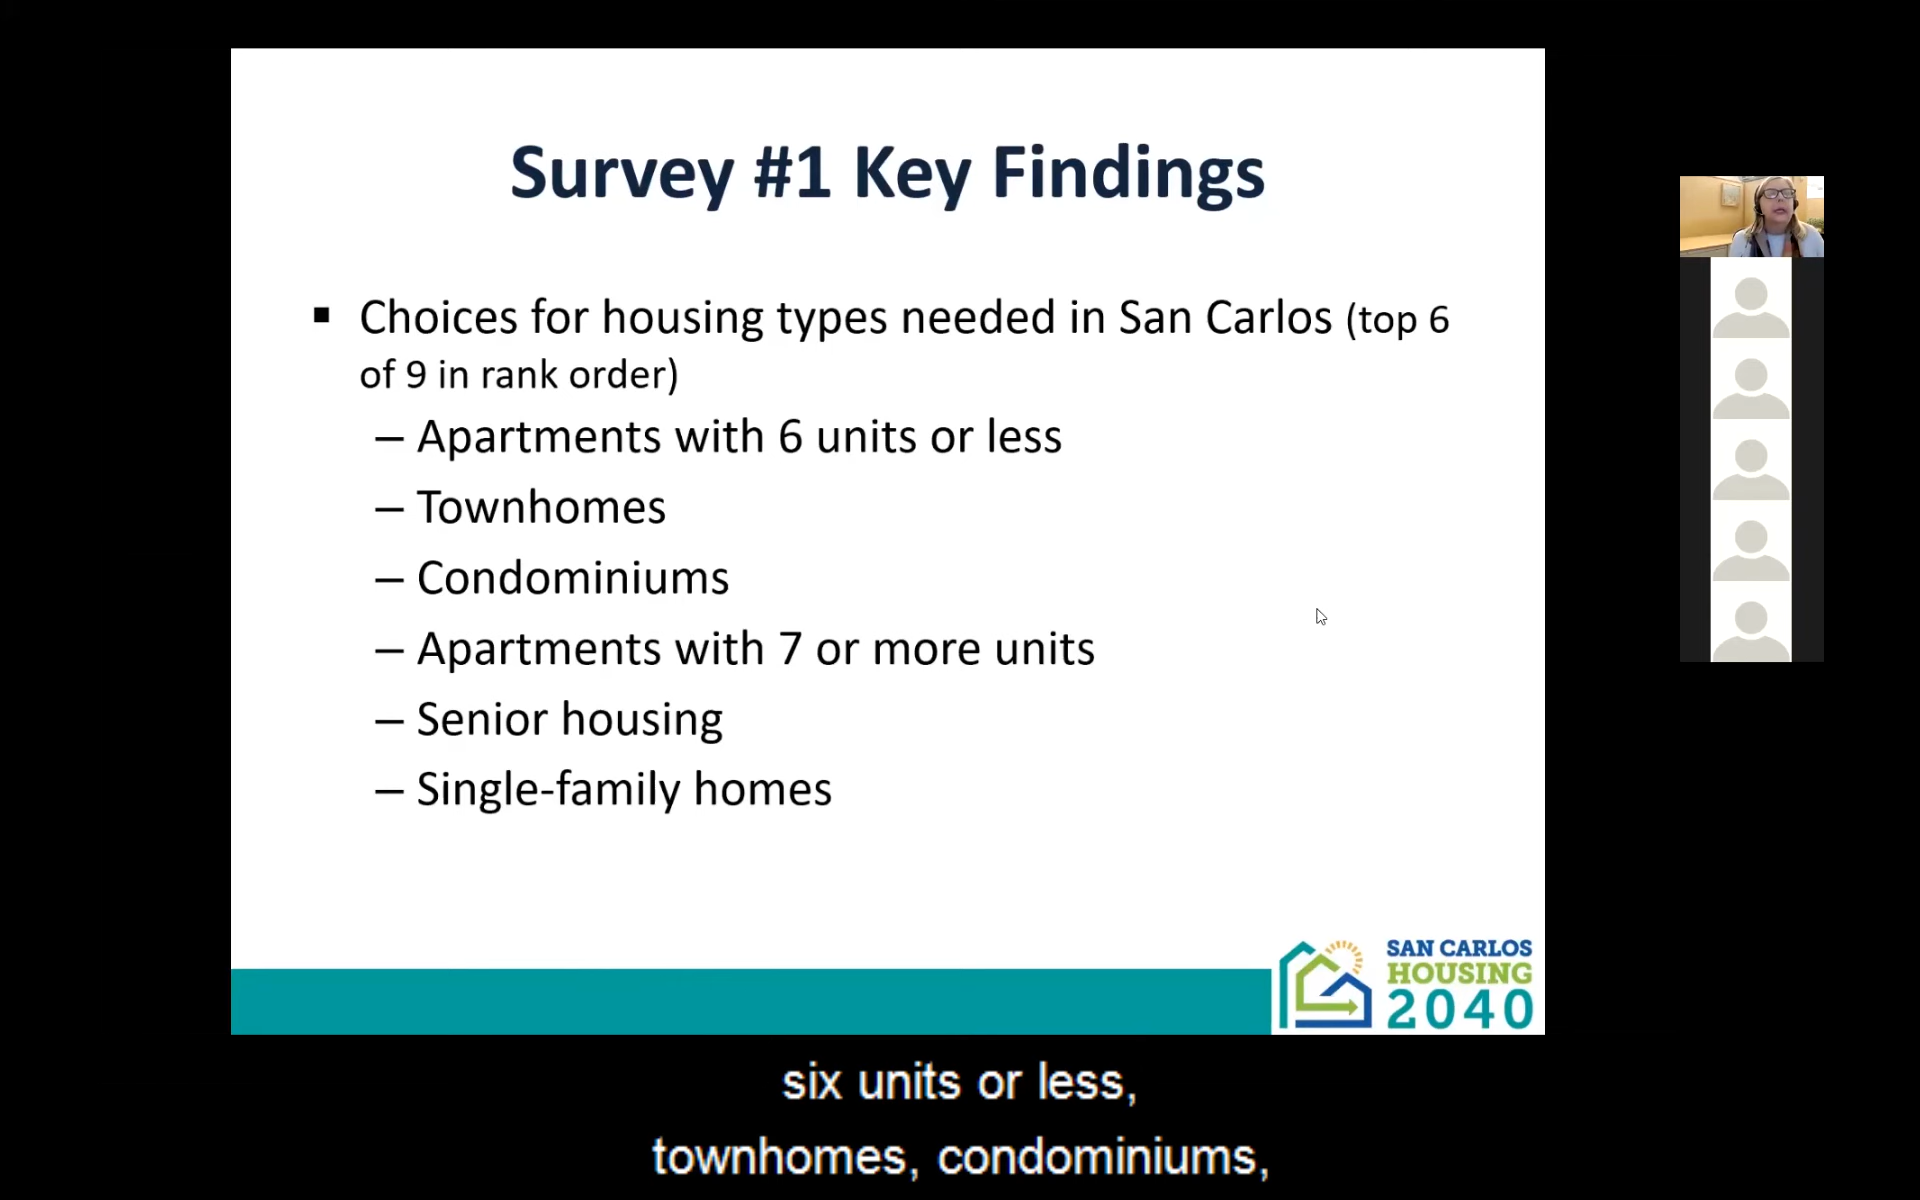 Survey #1 Key Findings
▪ Choices for housing types needed in San Carlos (top 6
of 9 in rank order)
– Apartments with 6 units or less
– Townhomes
– Condominiums
– Apartments with 7 or more units
– Senior housing
– Single-family homes
SAN CARLOS
HOUSING
2040
six units or less,
townhomes, condominiums,